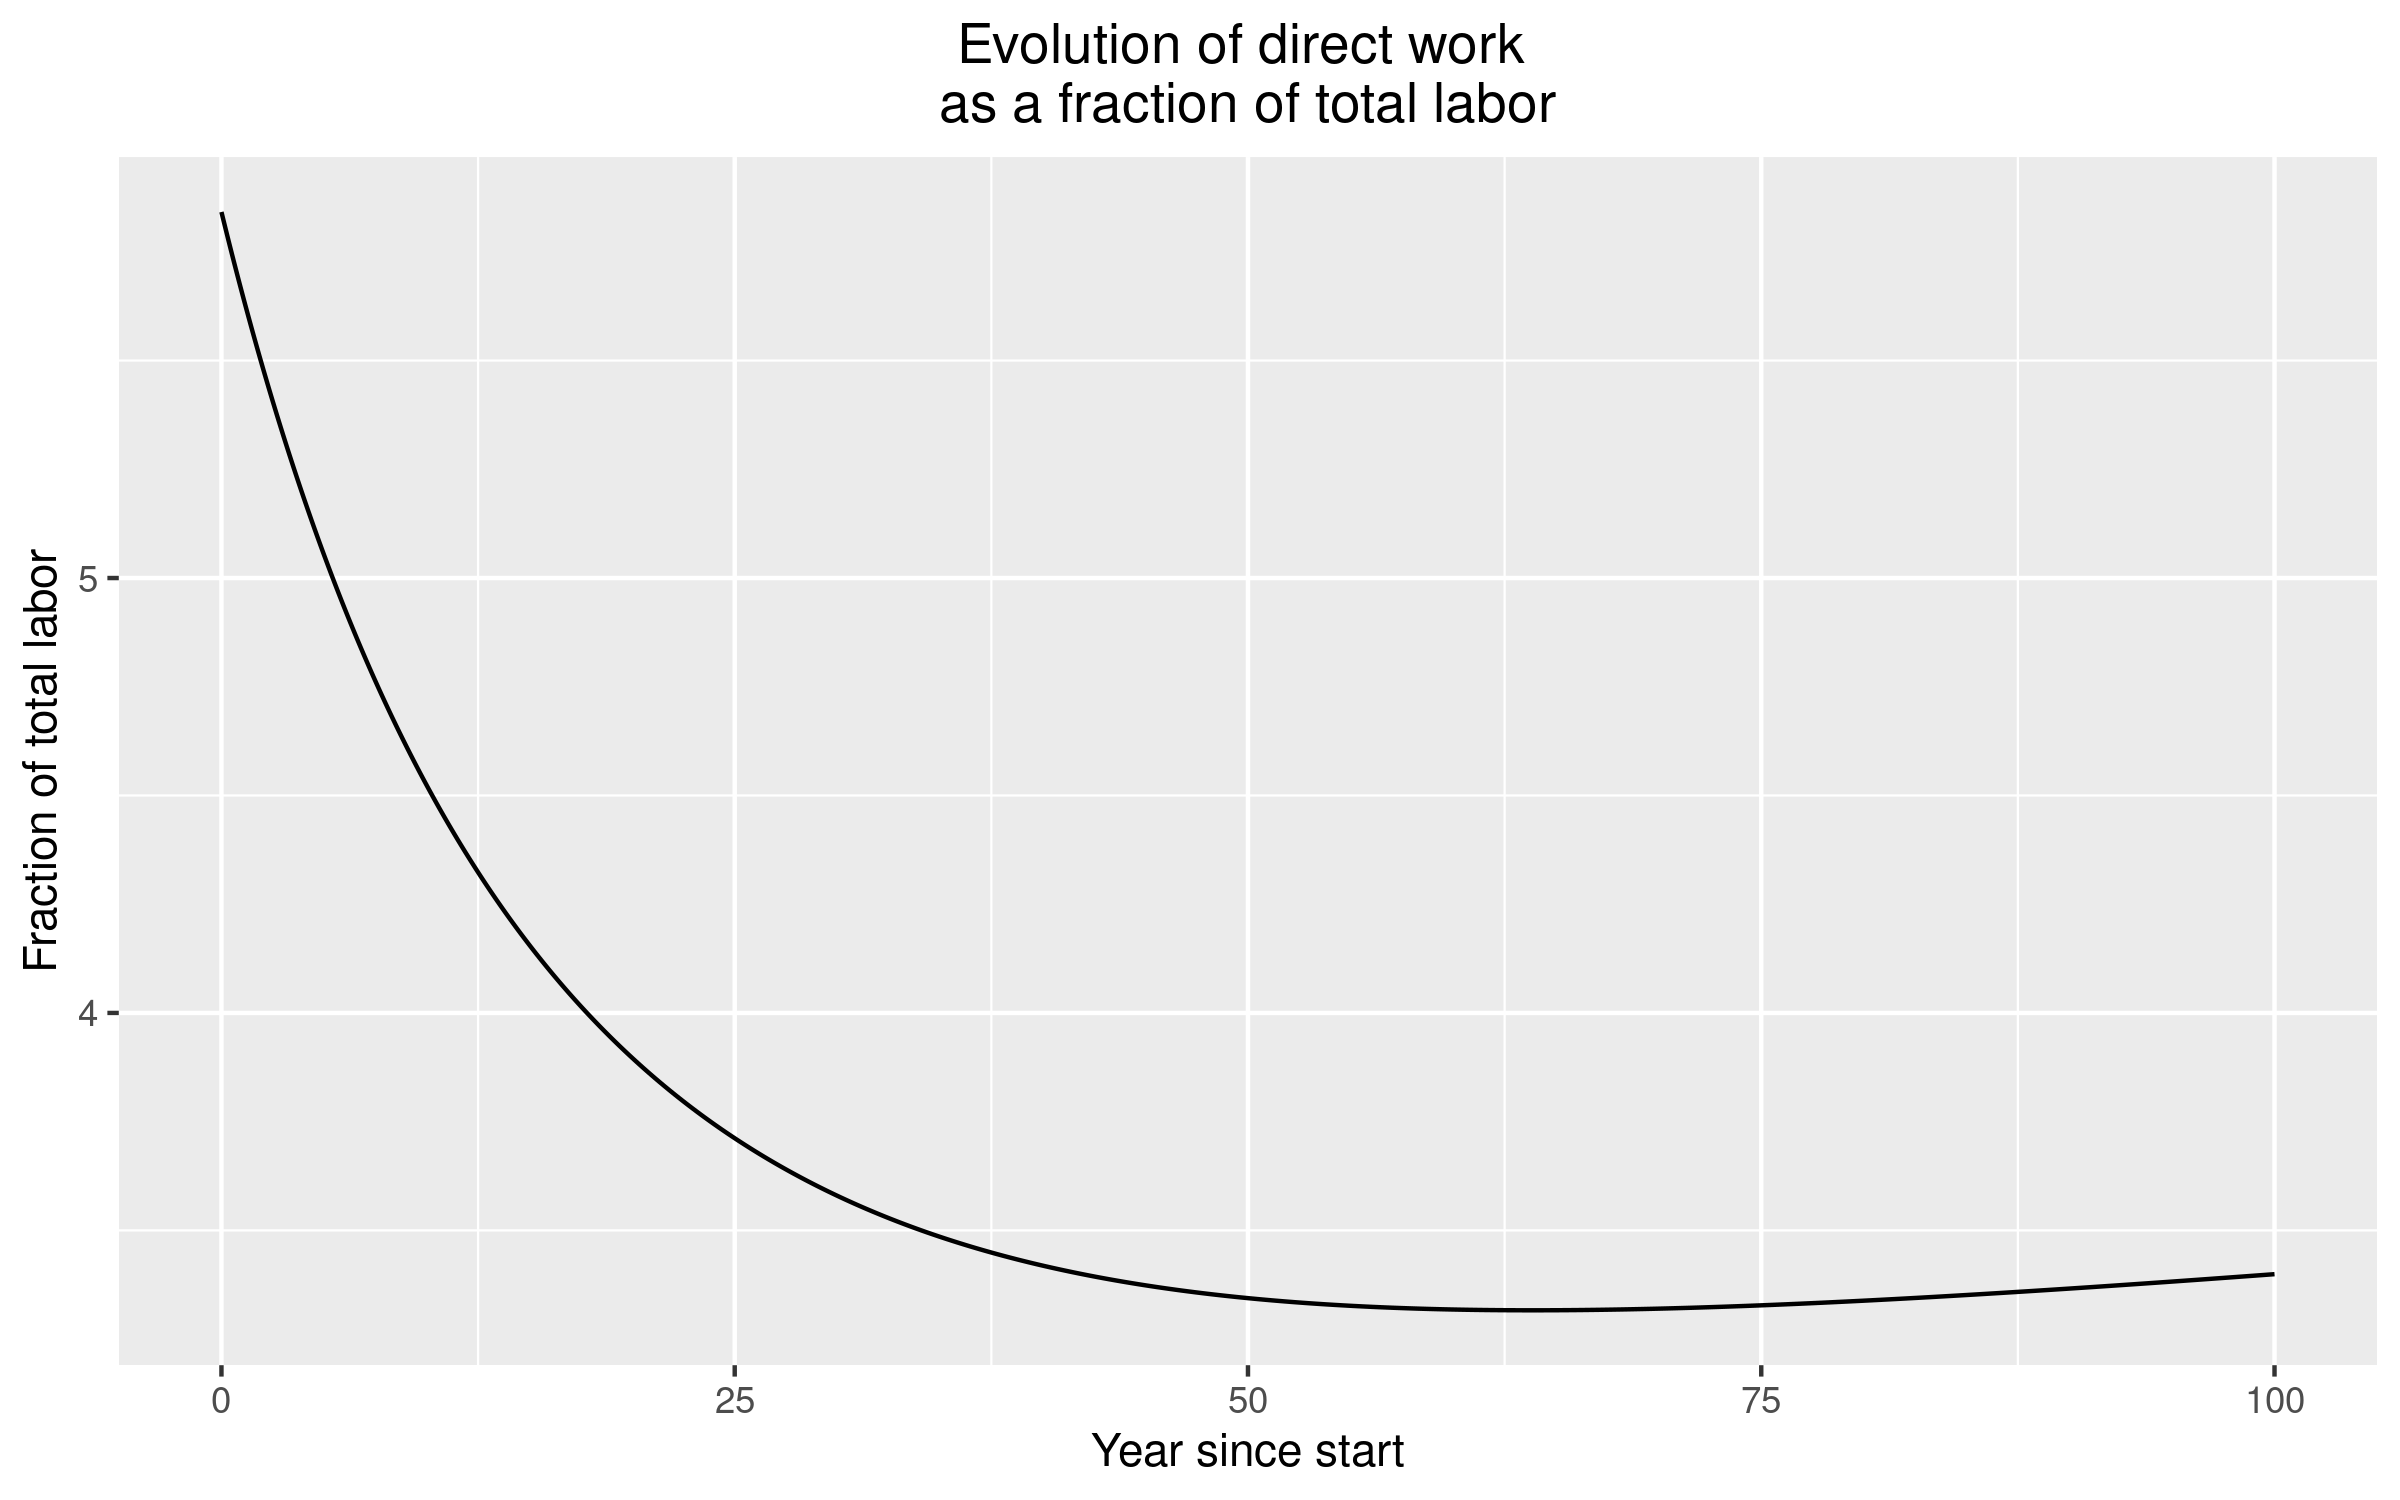 Evolution of direct work
as a fraction of total labor
Fraction of total labor
5
4
0 25 50 75 100
Year since start